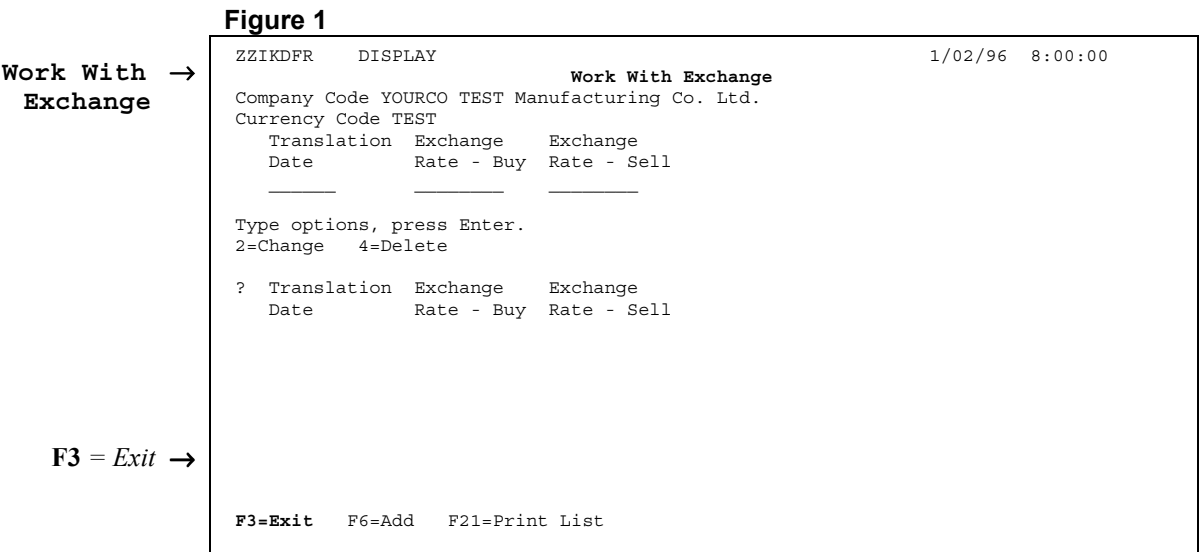 Figure 1
Work With →
Exchange
ZZIKDFR DISPLAY 1/02/96 8:00:00
Work With Exchange
Company Code YOURCO TEST Manufacturing Co. Ltd.
Currency Code TEST
Translation Exchange Exchange
Date Rate - Buy Rate - Sell
______ ________ ________
Type options, press Enter.
2=Change 4=Delete
? Translation Exchange Exchange
Date Rate - Buy Rate - Sell
F3 = Exit →
F3=Exit F6=Add F21=Print List